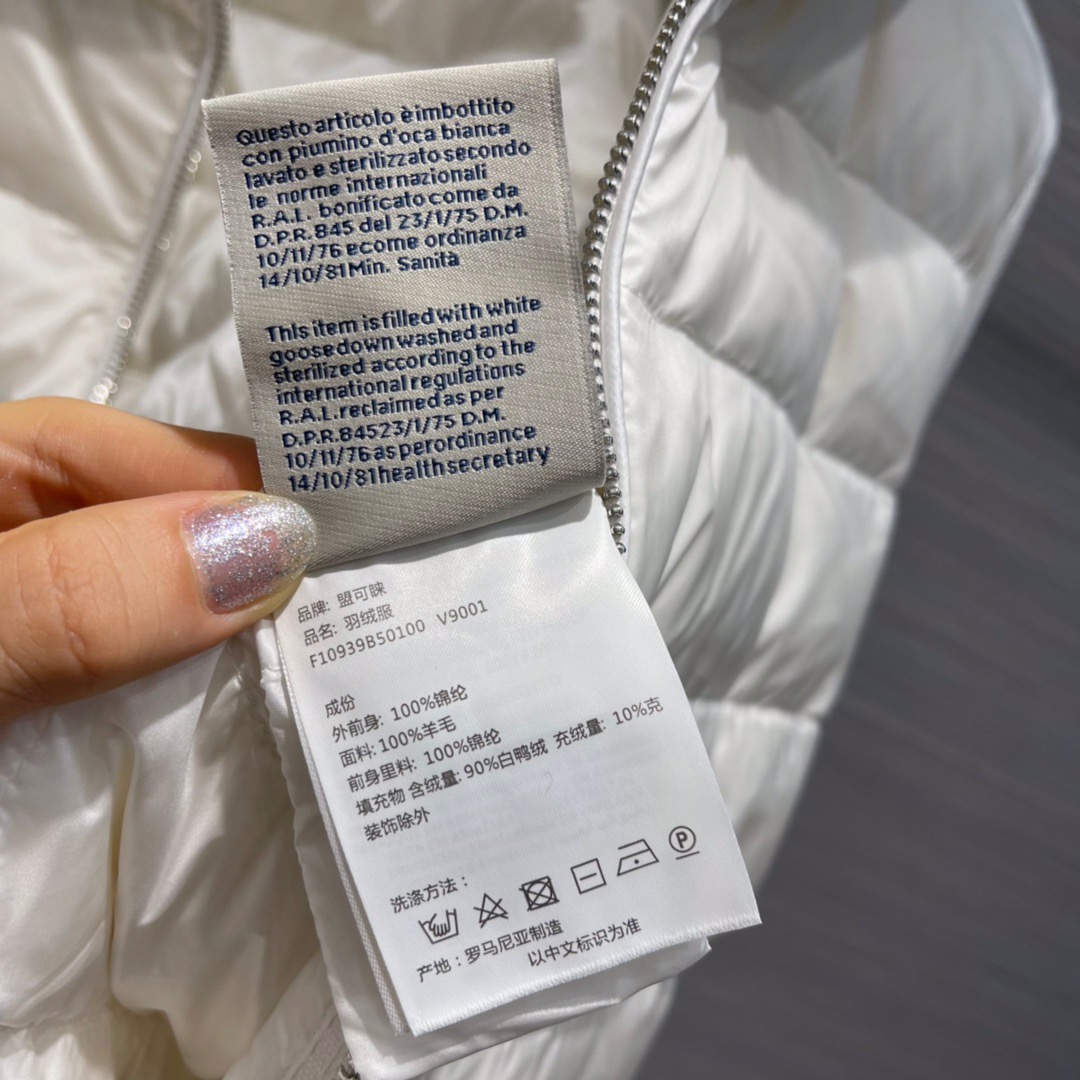 Questo articolo è imbottito
con piumino d'oca bianca
lavato e sterilizzato secondo
le norme internazionali
R.A.L. bonificato come da
D.P.R. 845 del 23/1/75 D.M.
10/11/76 ecome ordinanza
14/10/81Min. Sanità
This item is filled with white
goosedown washed and
sterilized according to the
international regulations
R.A.L.reclaimed as per
D.P.R.84523/1/75 D.M.
10/11/76 as perordinance
14/10/81healthsecretary
品牌: 盟可睐
品名: 羽绒服
F10939B50100 V9001
成份
外前身: 100%锦纶
面料: 100%羊毛
前身里料: 100%锦纶
填充物 含绒量: 90%白鸭绒 充绒量: 10%克
装饰除外
洗涤方法：
P
产地：罗马尼亚制造
以中文标识为准